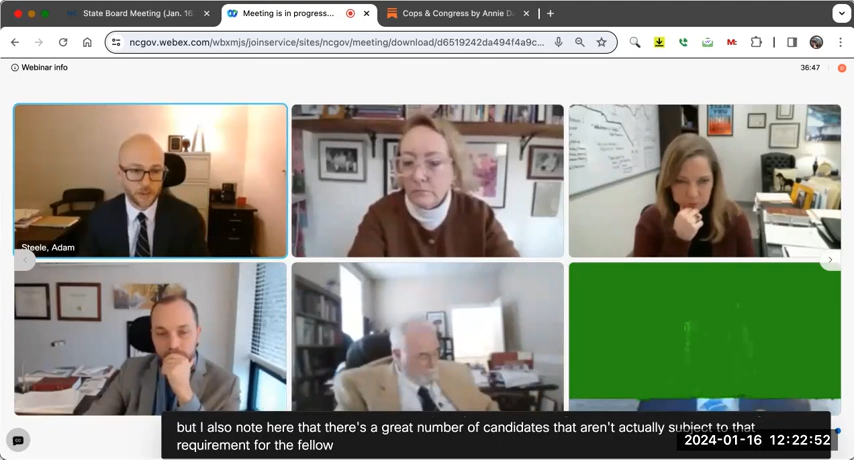 State Board Meeting (Jan. 16
Meeting is in progress...
Cops & Congress by Annie D
ncgov.webex.com/wbxmjs/joinservice/sites/ncgov/meeting/download/d6519242da494f4a9c...
Webinar info
36:47
Steele, Adam
but I also note here that there's a great number of candidates that aren't actually subject to that
requirement for the fellow
2024-01-16 12:22:52